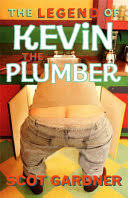 THE LEGEND OF
KEVIN
THE
PLUMBER
SCOT GARDNER